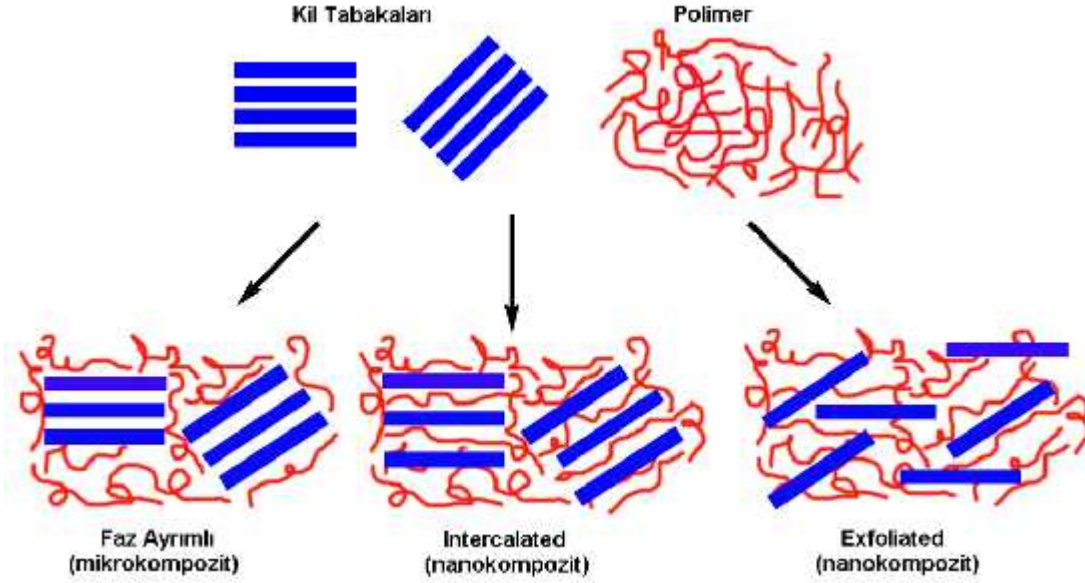 Kil Tabakaları
Polimer
Faz Ayrımlı
(mikrokompozit)
Intercalated
(nanokompozit)
Exfoliated
(nanokompozit)